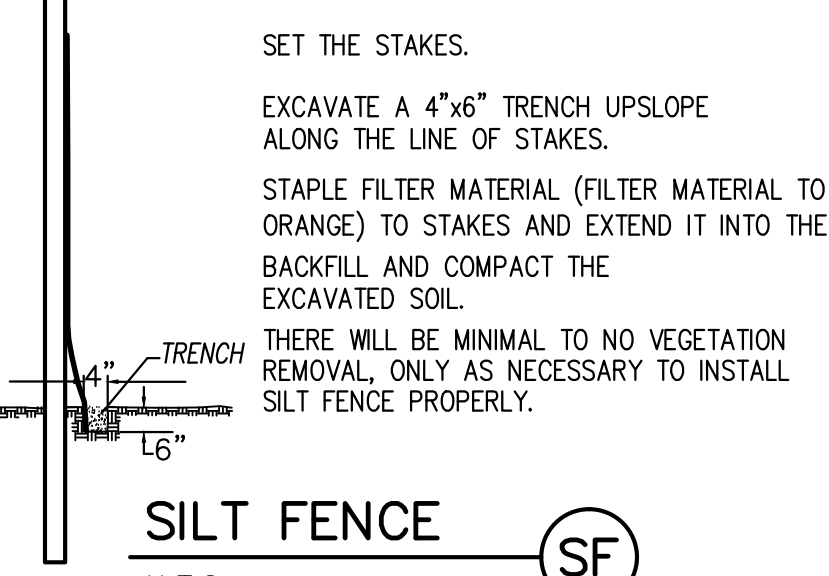 SET THE STAKES.
EXCAVATE A 4"x6" TRENCH UPSLOPE
ALONG THE LINE OF STAKES.
STAPLE FILTER MATERIAL (FILTER MATERIAL TO
ORANGE) TO STAKES AND EXTEND IT INTO THE
BACKFILL AND COMPACT THE
EXCAVATED SOIL.
THERE WILL BE MINIMAL TO NO VEGETATION
REMOVAL, ONLY AS NECESSARY TO INSTALL
SILT FENCE PROPERLY.
TRENCH
4"
6"
SILT FENCE
SF